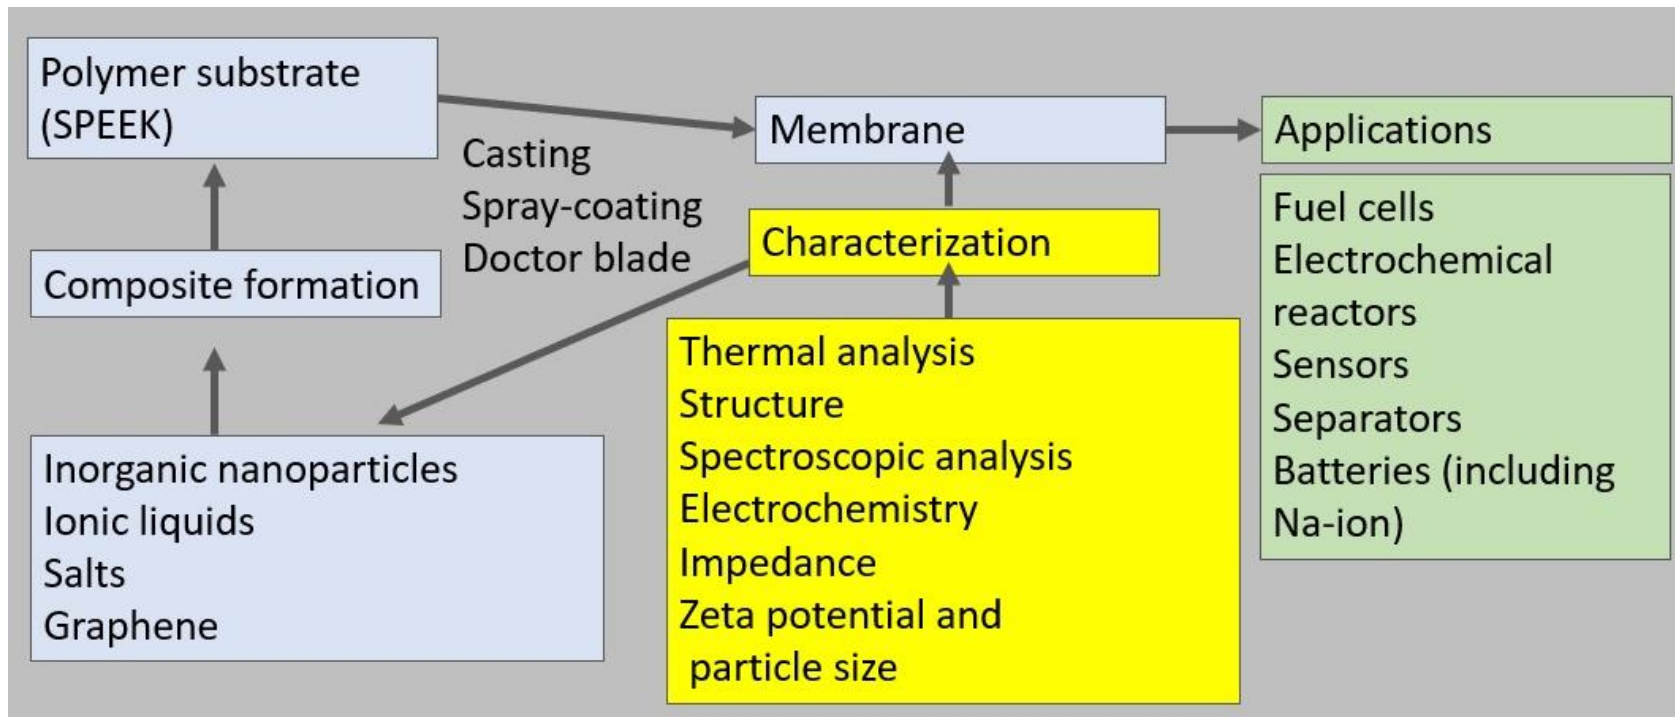 Polymer substrate
(SPEEK)
Casting
Spray-coating
Doctor blade
Membrane
Applications
Composite formation
Characterization
Inorganic nanoparticles
Ionic liquids
Salts
Graphene
Thermal analysis
Structure
Spectroscopic analysis
Electrochemistry
Impedance
Zeta potential and
particle size
Fuel cells
Electrochemical
reactors
Sensors
Separators
Batteries (including
Na-ion)